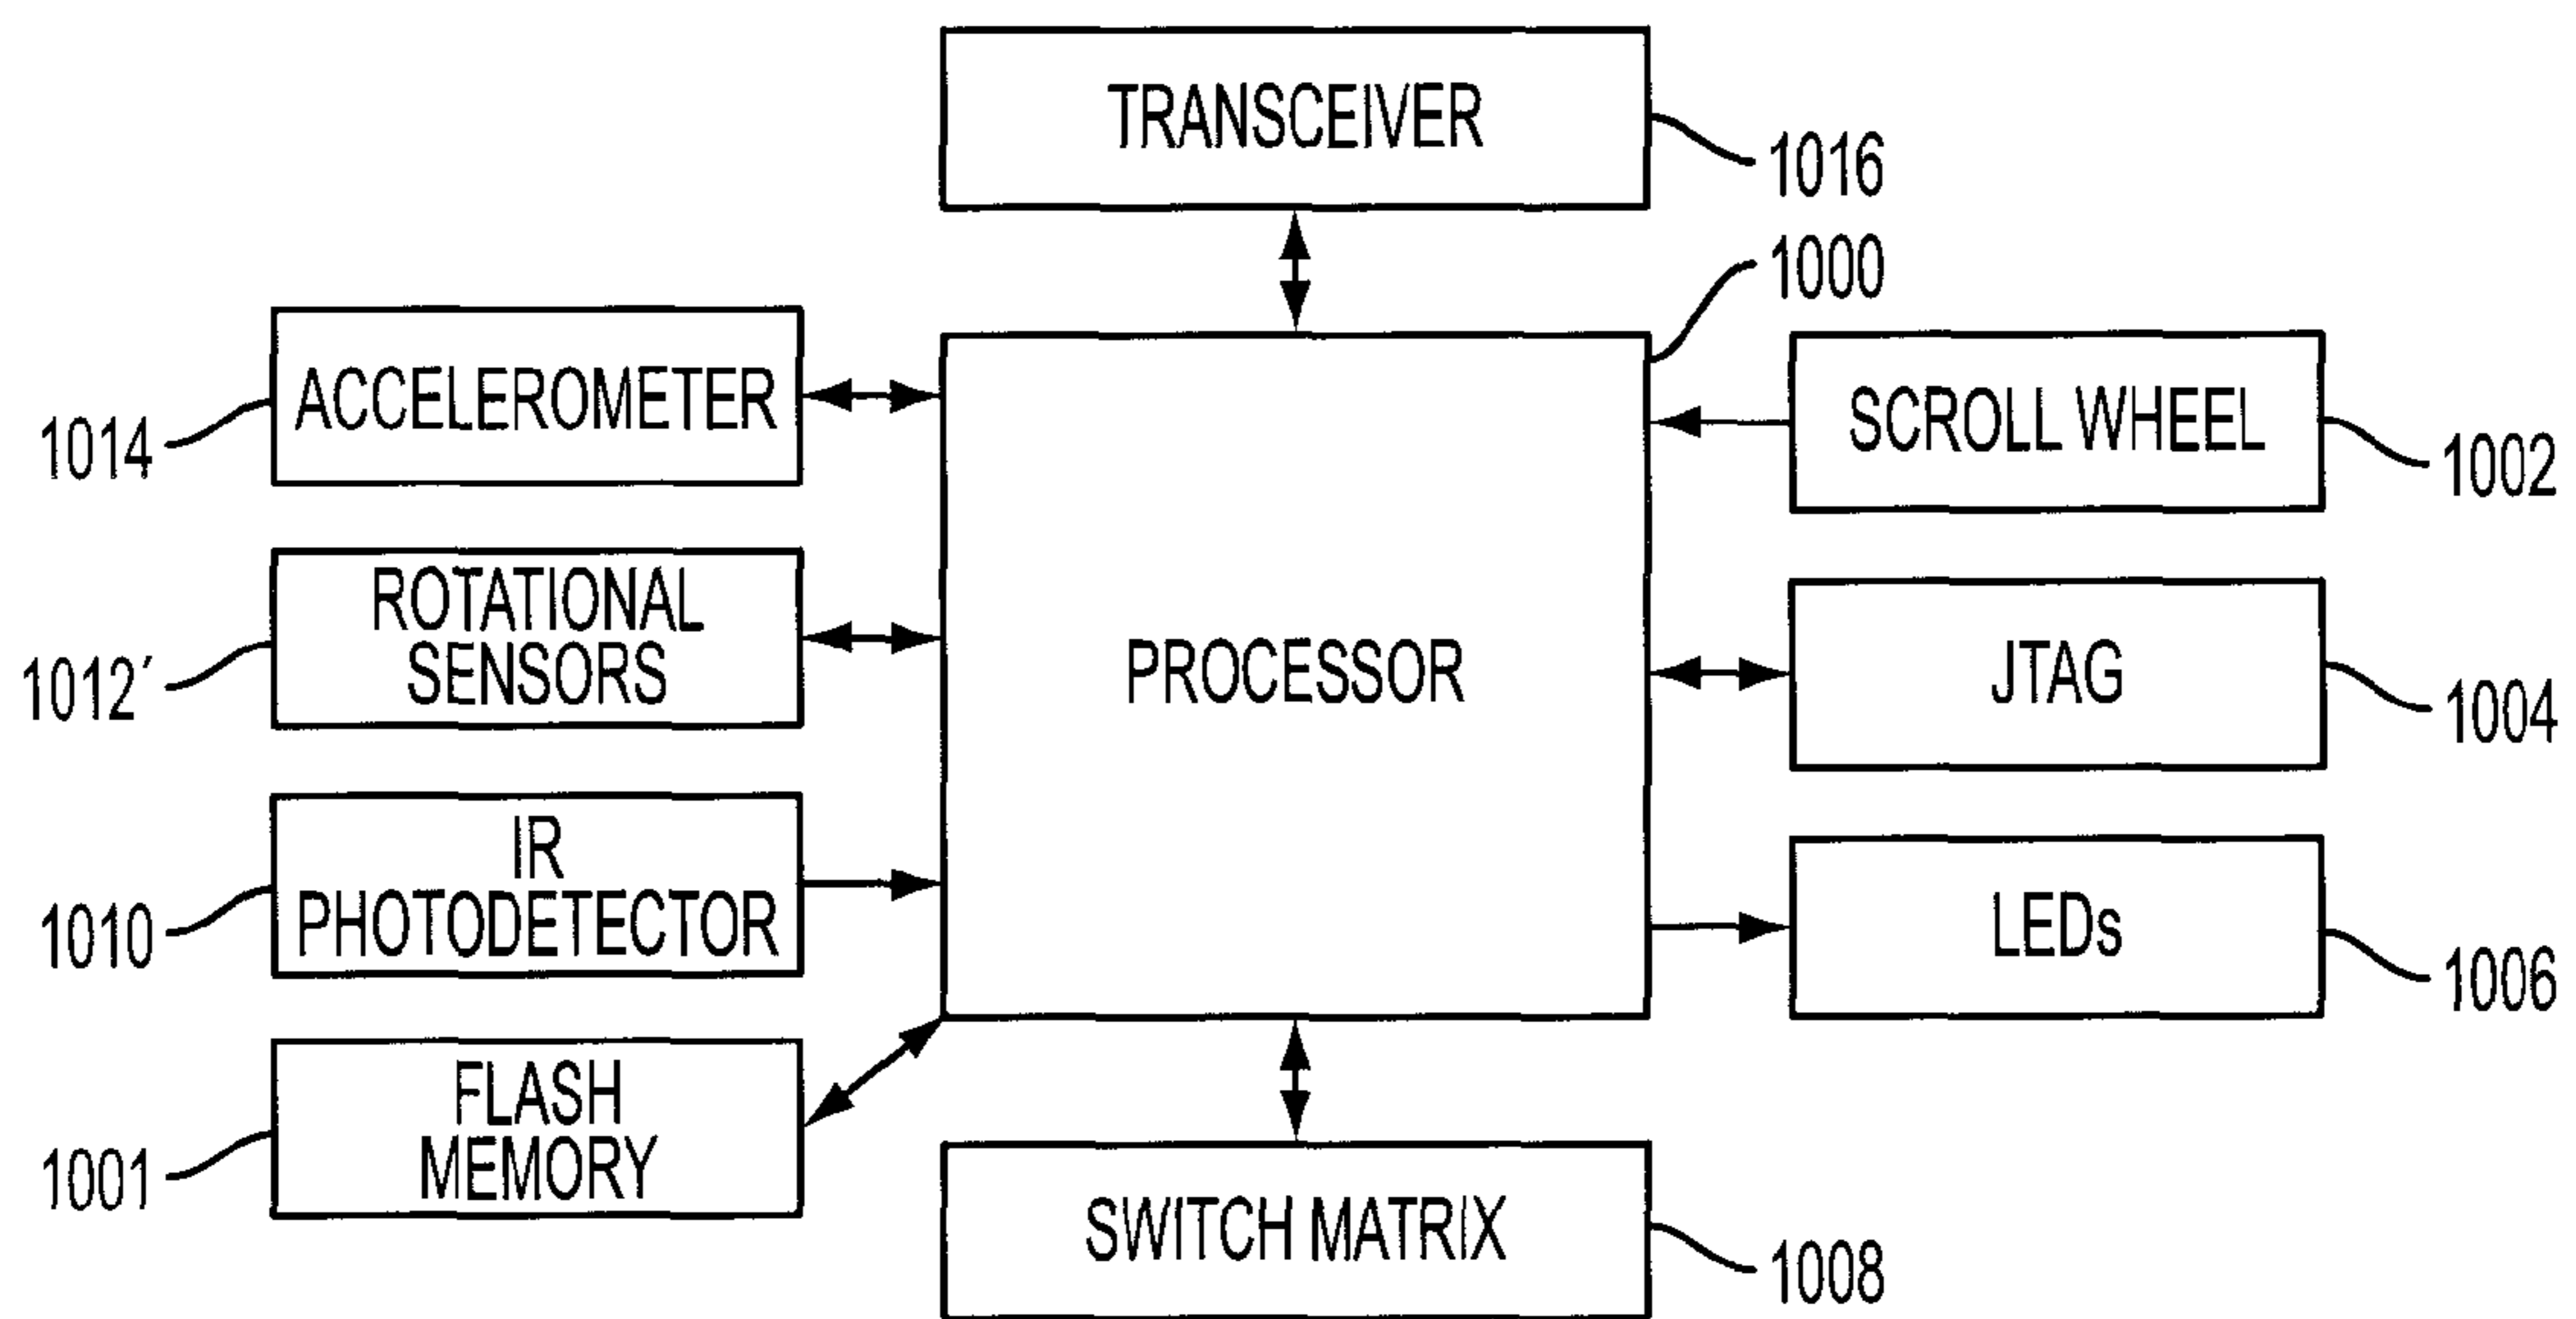 TRANSCEIVER
1016
1000
ACCELEROMETER
1014
SCROLL WHEEL
1002
ROTATIONAL
SENSORS
1012′
PROCESSOR
JTAG
1004
IR
PHOTODETECTOR
1010
LEDs
1006
FLASH
MEMORY
1001
SWITCH MATRIX
1008